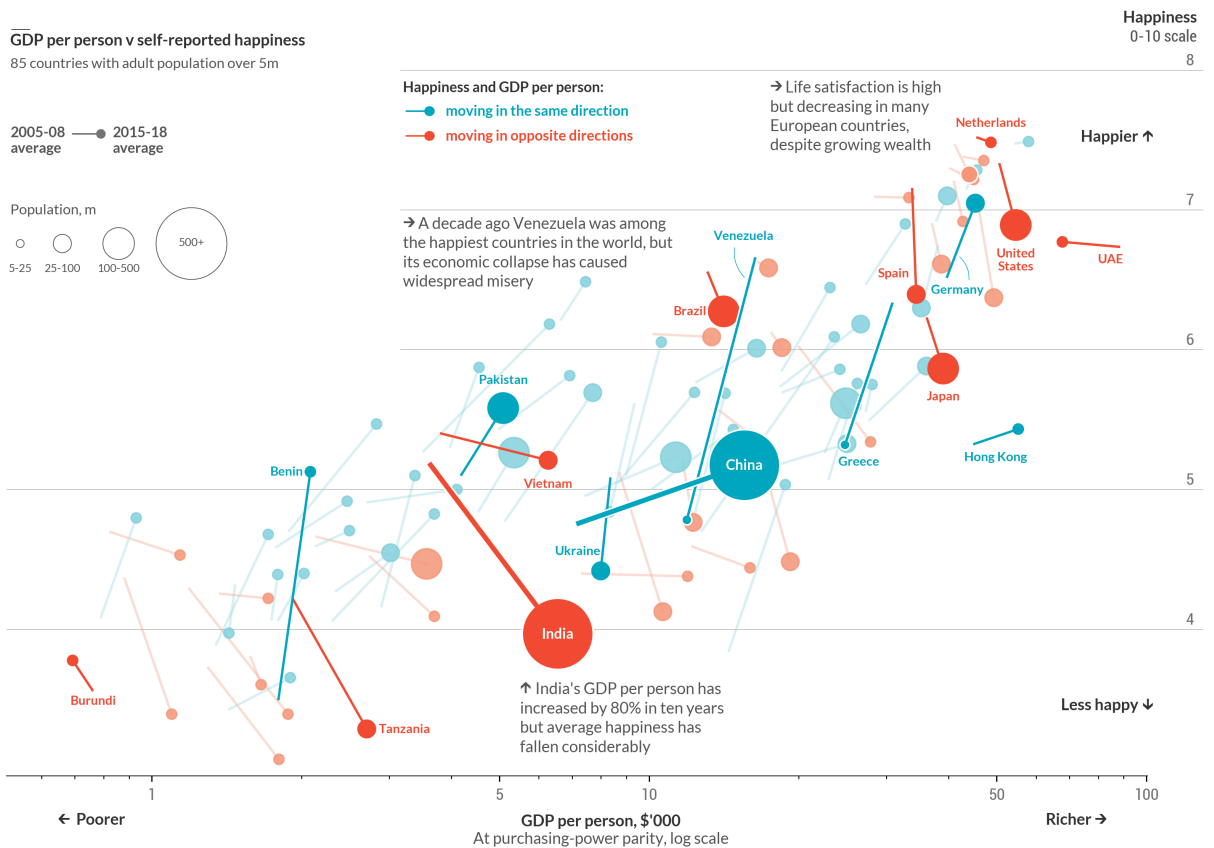 GDP per person v self-reported happiness
85 countries with adult population over 5m
Happiness
0-10 scale
8
Happiness and GDP per person:
moving in the same direction
moving in opposite directions
2005-08
average
2015-18
average
→ Life satisfaction is high
but decreasing in many
European countries,
despite growing wealth
Netherlands
Happier ↑
Population, m
500+
5-25
25-100
100-500
7
→ A decade ago Venezuela was among
the happiest countries in the world, but
its economic collapse has caused
widespread misery
Venezuela
United
States
UAE
Spain
Germany
Brazil
6
Pakistan
Japan
Benin
Vietnam
China
Greece
Hong Kong
5
Ukraine
4
India
Burundi
Tanzania
↑ India's GDP per person has
increased by 80% in ten years
but average happiness has
fallen considerably
Less happy ↓
1
5
10
50
100
← Poorer
GDP per person, $'000
Richer →
At purchasing-power parity, log scale